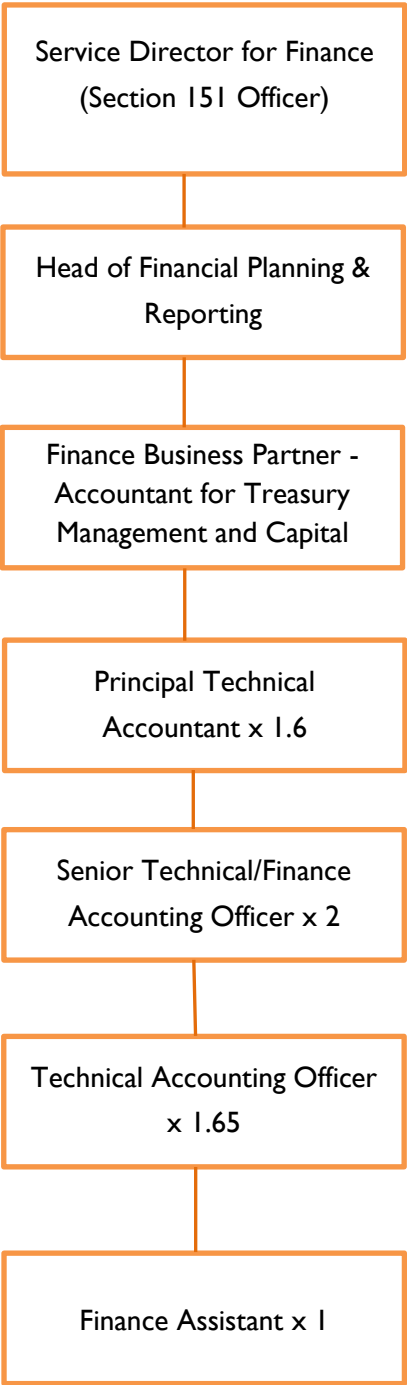 Service Director for Finance
(Section 151 Officer)
Head of Financial Planning &
Reporting
Finance Business Partner -
Accountant for Treasury
Management and Capital
Principal Technical
Accountant x 1.6
Senior Technical/Finance
Accounting Officer x 2
Technical Accounting Officer
x 1.65
Finance Assistant x 1